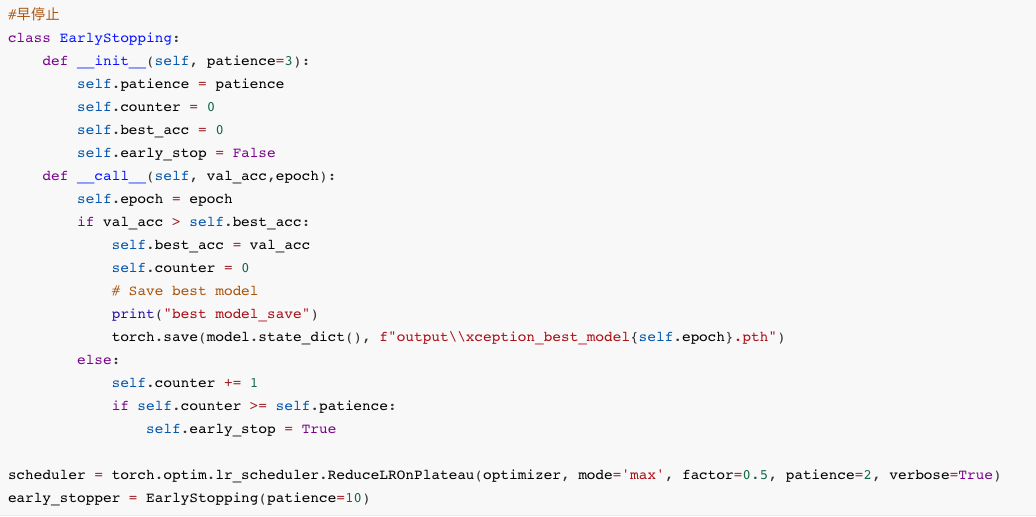 #早停止
class EarlyStopping:
    def __init__(self, patience=3):
        self.patience = patience
        self.counter = 0
        self.best_acc = 0
        self.early_stop = False
    def __call__(self, val_acc,epoch):
        self.epoch = epoch
        if val_acc > self.best_acc:
            self.best_acc = val_acc
            self.counter = 0
            # Save best model
            print("best model_save")
            torch.save(model.state_dict(), f"output\\xception_best_model{self.epoch}.pth")
        else:
            self.counter += 1
            if self.counter >= self.patience:
                self.early_stop = True

scheduler = torch.optim.lr_scheduler.ReduceLROnPlateau(optimizer, mode='max', factor=0.5, patience=2, verbose=True)
early_stopper = EarlyStopping(patience=10)